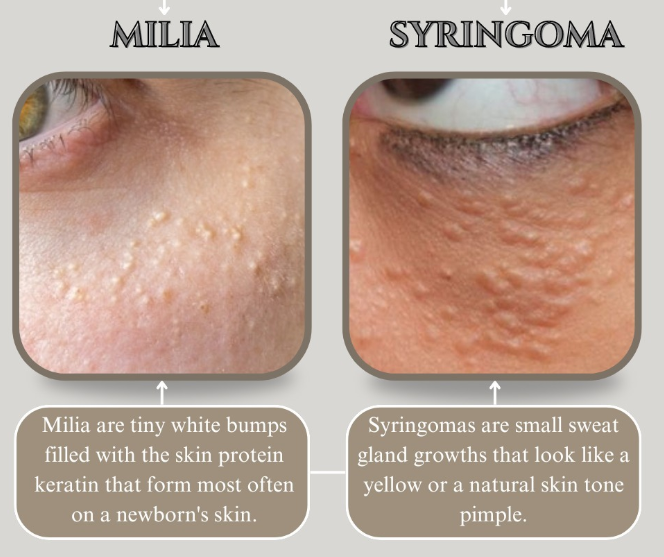 MILIA
SYRINGOMA
Milia are tiny white bumps
filled with the skin protein
keratin that form most often
on a newborn's skin.
Syringomas are small sweat
gland growths that look like a
yellow or a natural skin tone
pimple.